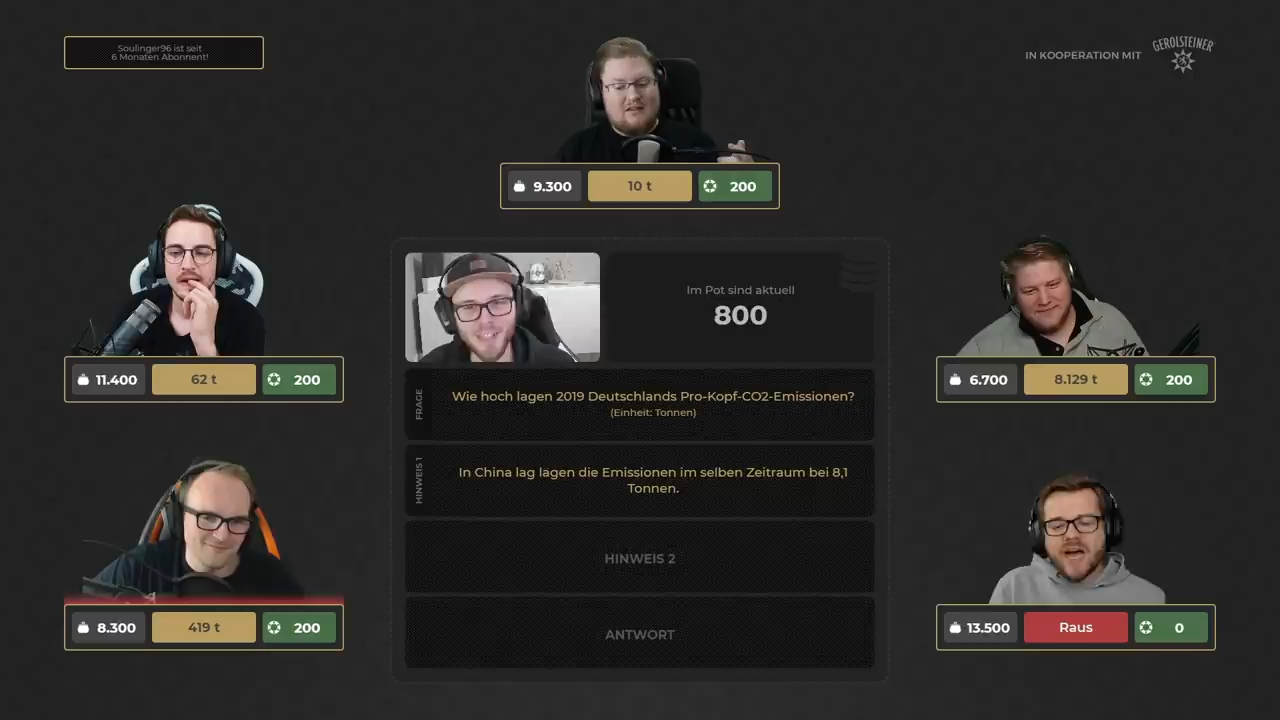 Soulinger96 ist seit
6 Monaten Abonnent!
IN KOOPERATION MIT
GEROLSTEINER
9.300
10 t
200
11.400
62 t
200
Im Pot sind aktuell
800
6.700
8.129 t
200
FRAGE
Wie hoch lagen 2019 Deutschlands Pro-Kopf-CO2-Emissionen?
(Einheit: Tonnen)
HINWEIS 1
In China lag lagen die Emissionen im selben Zeitraum bei 8,1
Tonnen.
HINWEIS 2
8.300
419 t
200
ANTWORT
13.500
Raus
0